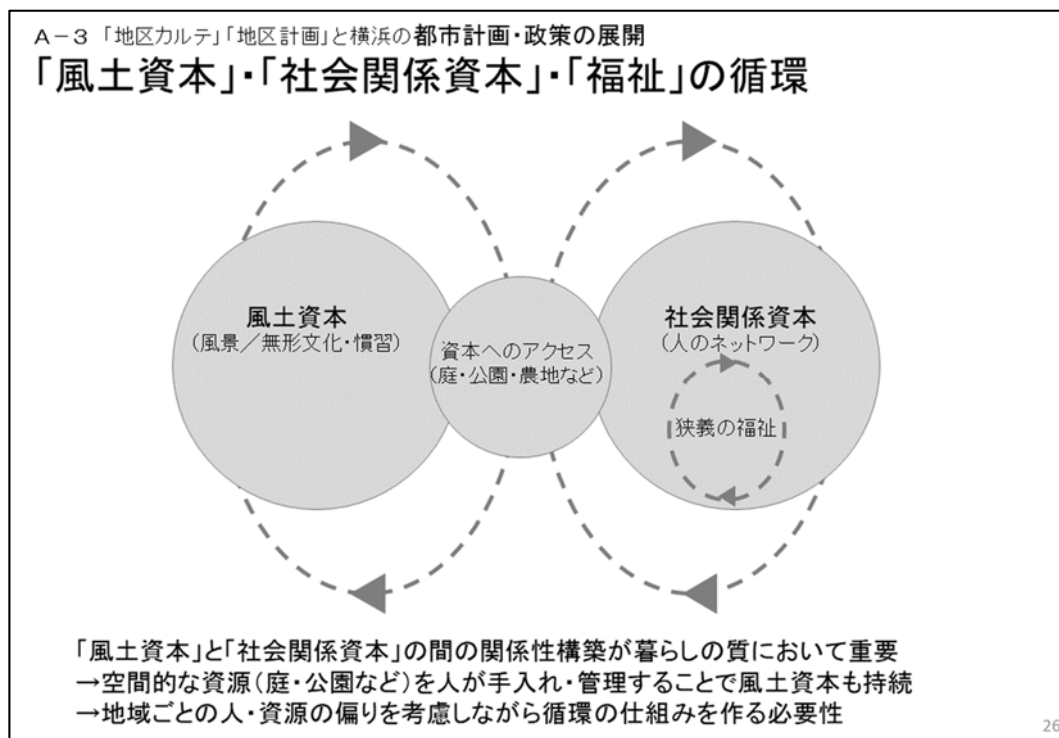 A－3 「地区カルテ」「地区計画」と横浜の都市計画・政策の展開
「風土資本」・「社会関係資本」・「福祉」の循環
風土資本
(風景／無形文化・慣習)
資本へのアクセス
(庭・公園・農地など)
社会関係資本
(人のネットワーク)
狭義の福祉
「風土資本」と「社会関係資本」の間の関係性構築が暮らしの質において重要
→空間的な資源(庭・公園など)を人が手入れ・管理することで風土資本も持続
→地域ごとの人・資源の偏りを考慮しながら循環の仕組みを作る必要性
26